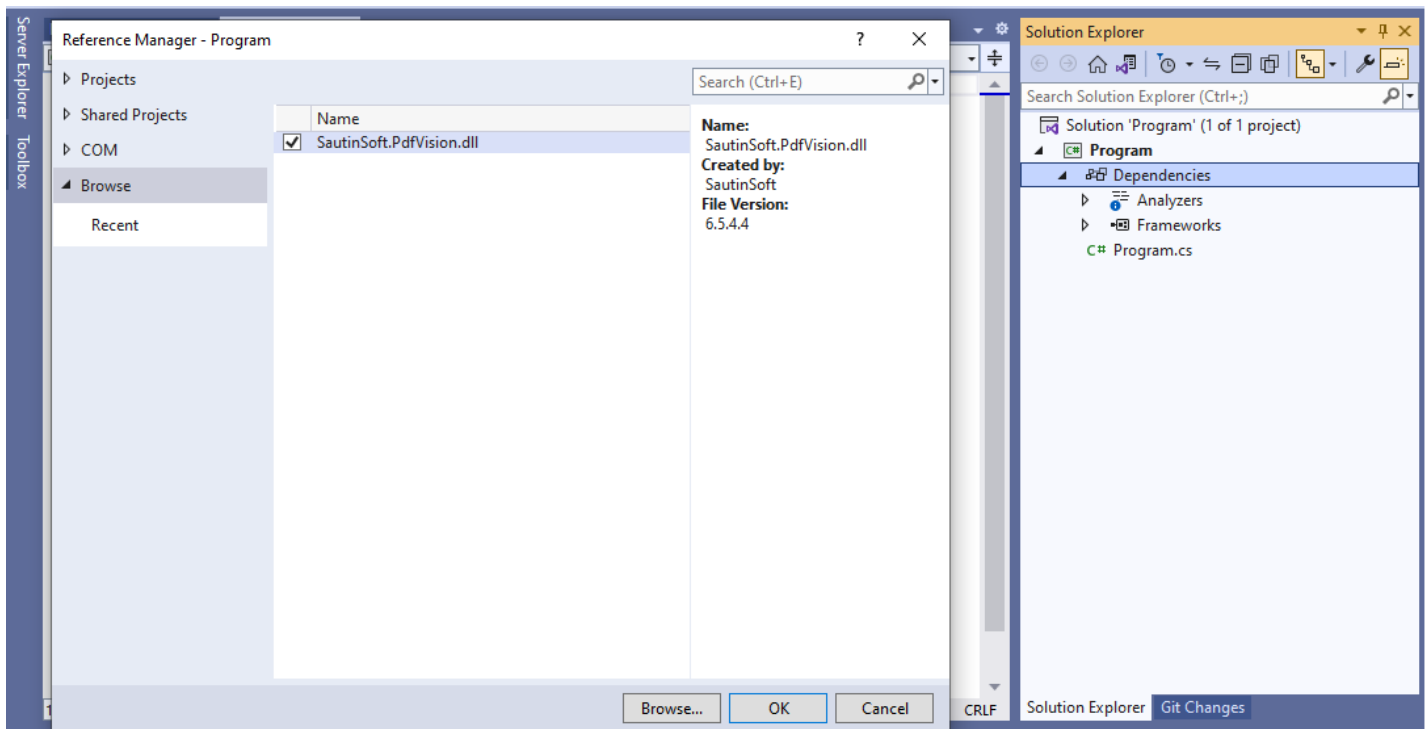 Server Explorer
Toolbox
Reference Manager - Program
?
Projects
Shared Projects
COM
Browse
Recent
Name
SautinSoft.PdfVision.dll
Search (Ctrl+E)
Name:
SautinSoft.PdfVision.dll
Created by:
SautinSoft
File Version:
6.5.4.4
Browse...
OK
Cancel
CRLF
Solution Explorer
Search Solution Explorer (Ctrl+;)
Solution 'Program' (1 of 1 project)
C# Program
Dependencies
Analyzers
Frameworks
C# Program.cs
Solution Explorer
Git Changes